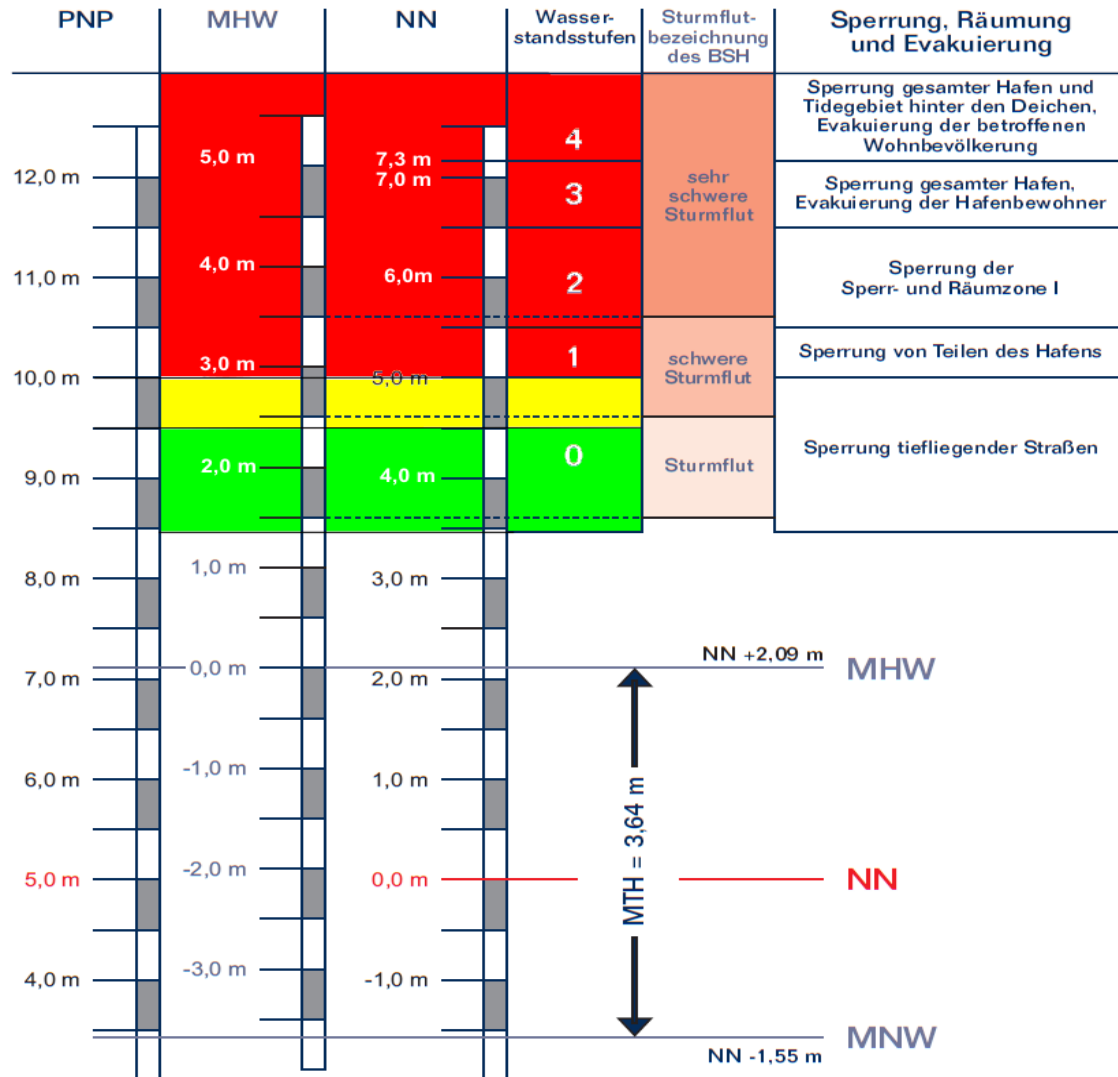 PNP
MHW
NN
Wasser-
standsstufen
Sturmflut-
bezeichnung
des BSH
Sperrung, Räumung
und Evakuierung
12,0 m
11,0 m
10,0 m
9,0 m
8,0 m
7,0 m
6,0 m
5,0 m
4,0 m
5,0 m
4,0 m
3,0 m
2,0 m
1,0 m
0,0 m
-1,0 m
-2,0 m
-3,0 m
7,3 m
7,0 m
6,0m
5,0 m
4,0 m
3,0 m
2,0 m
1,0 m
0,0 m
-1,0 m
4
3
2
1
0
sehr
schwere
Sturmflut
schwere
Sturmflut
Sturmflut
Sperrung gesamter Hafen und
Tidegebiet hinter den Deichen,
Evakuierung der betroffenen
Wohnbevölkerung
Sperrung gesamter Hafen,
Evakuierung der Hafenbewohner
Sperrung der
Sperr- und Räumzone I
Sperrung von Teilen des Hafens
Sperrung tiefliegender Straßen
NN +2,09 m
MHW
MTH = 3,64 m
NN
NN -1,55 m
MNW